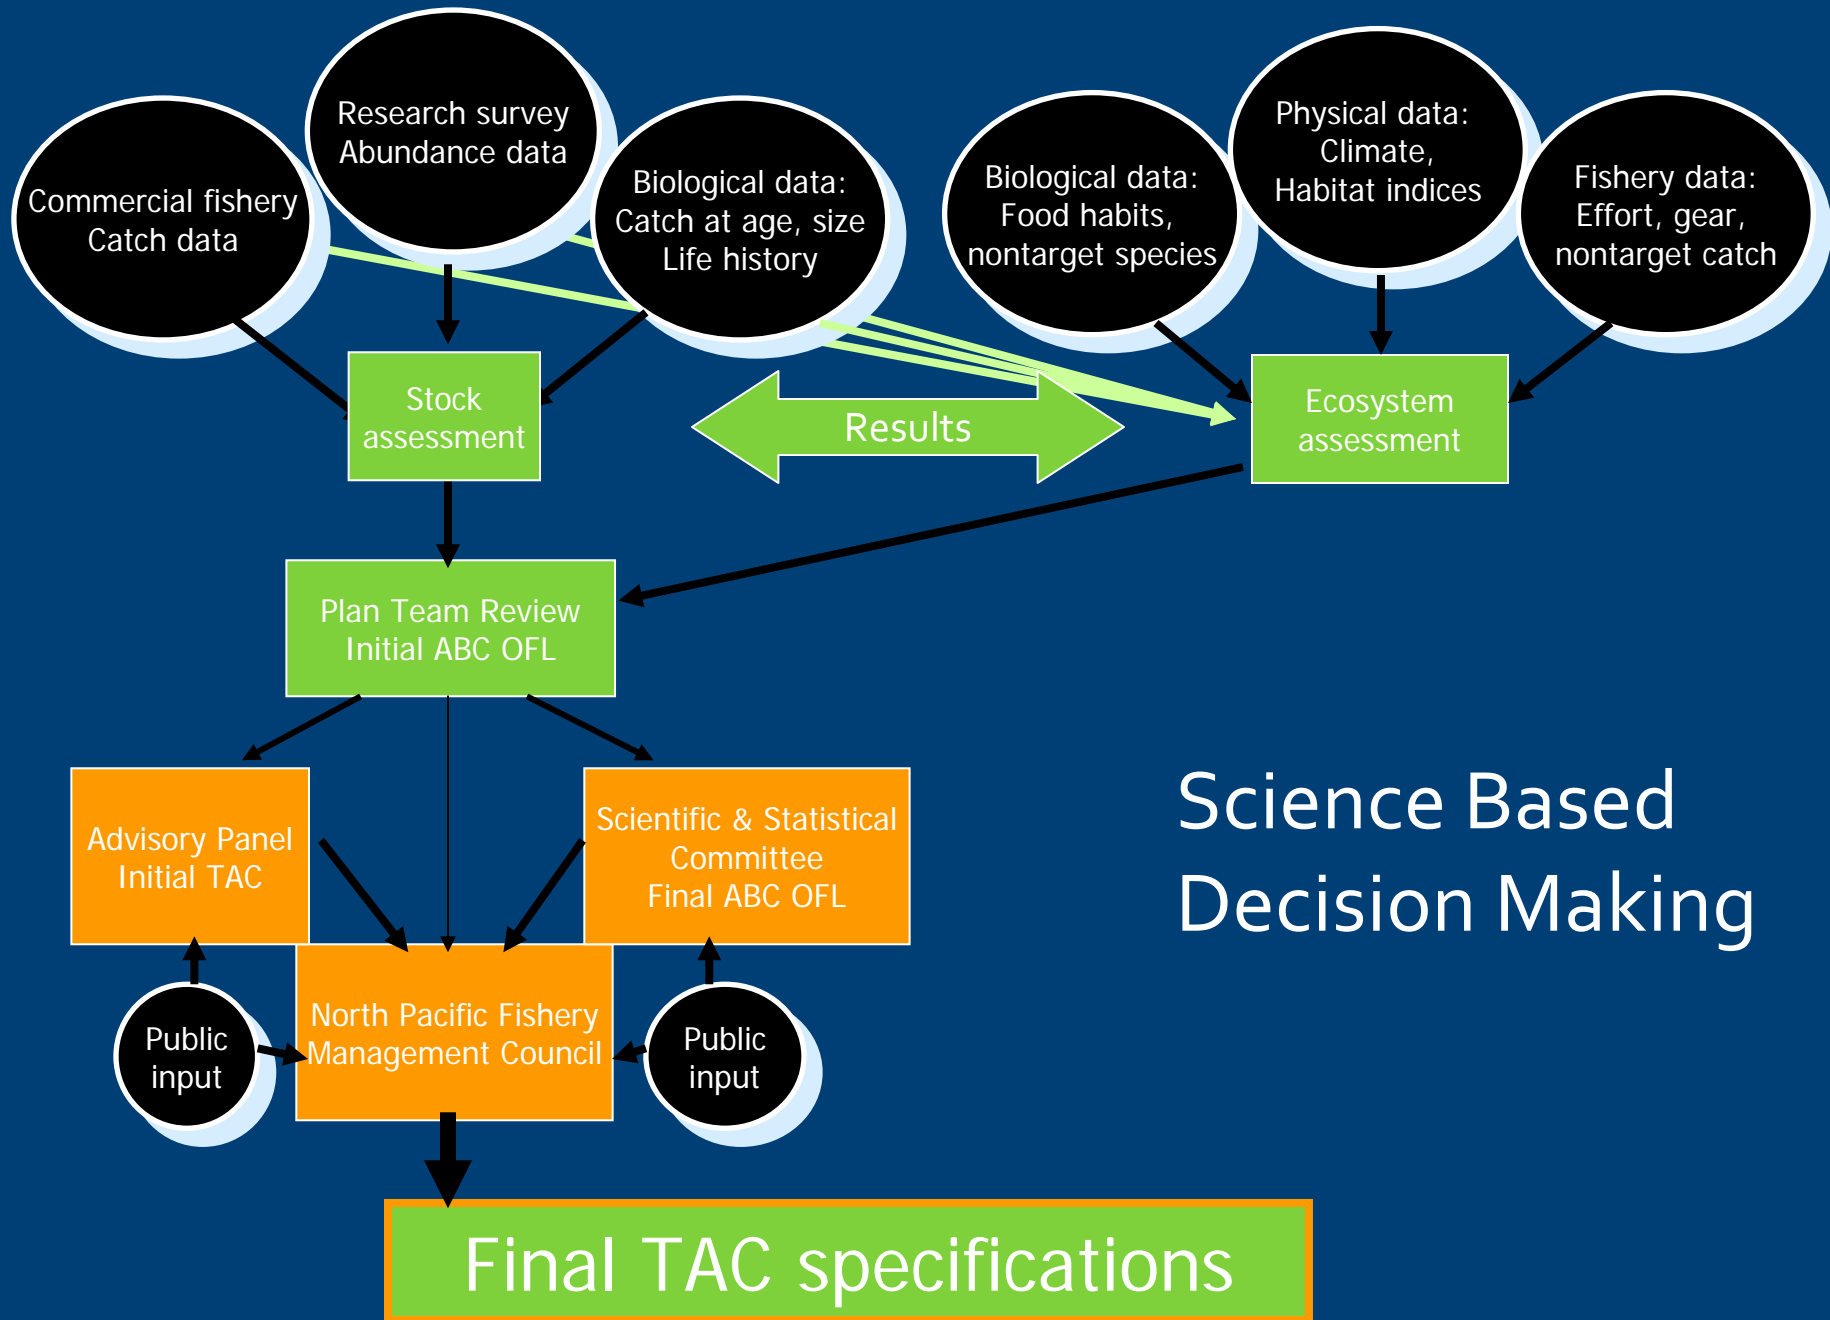 Commercial fishery
Catch data
Research survey
Abundance data
Biological data:
Catch at age, size
Life history
Biological data:
Food habits,
nontarget species
Physical data:
Climate,
Habitat indices
Fishery data:
Effort, gear,
nontarget catch
Stock
assessment
Results
Ecosystem
assessment
Plan Team Review
Initial ABC OFL
Advisory Panel
Initial TAC
Scientific & Statistical
Committee
Final ABC OFL
Science Based
Decision Making
Public
input
North Pacific Fishery
Management Council
Public
input
Final TAC specifications